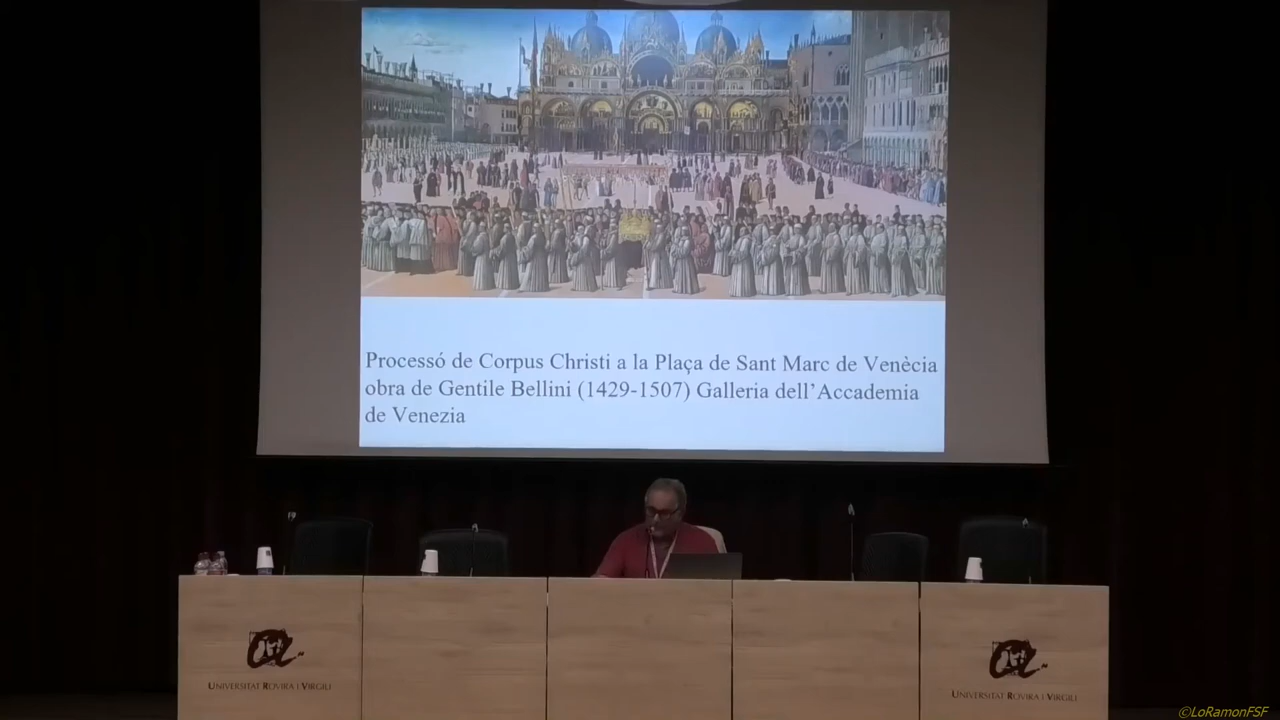 Processó de Corpus Christi a la Plaça de Sant Marc de Venècia
obra de Gentile Bellini (1429-1507) Galleria dell'Accademia
de Venezia
UNIVERSITAT ROVIRA I VIRGILI
UNIVERSITAT ROVIRA I VIRGILI
©LoRamonFSF